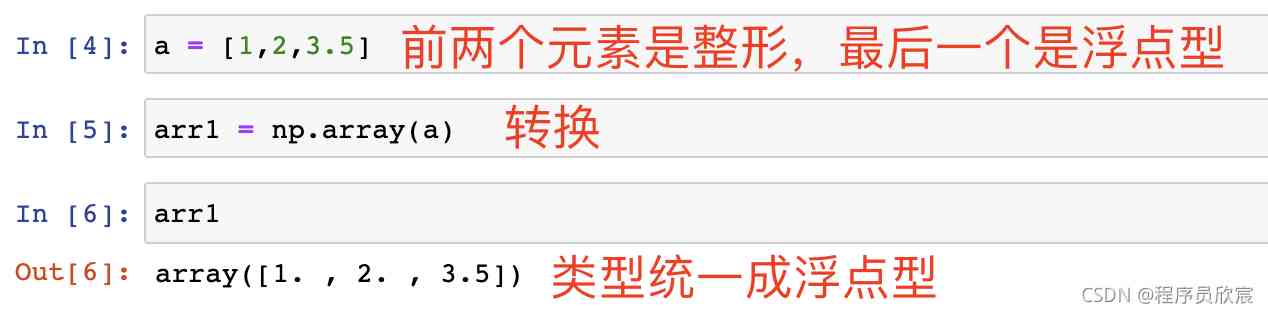 In [4]: a = [1,2,3.5] 前两个元素是整形，最后一个是浮点型
In [5]: arr1 = np.array(a) 转换
In [6]: arr1
Out[6]: array([1. , 2. , 3.5]) 类型统一成浮点型
CSDN @程序员欣宸